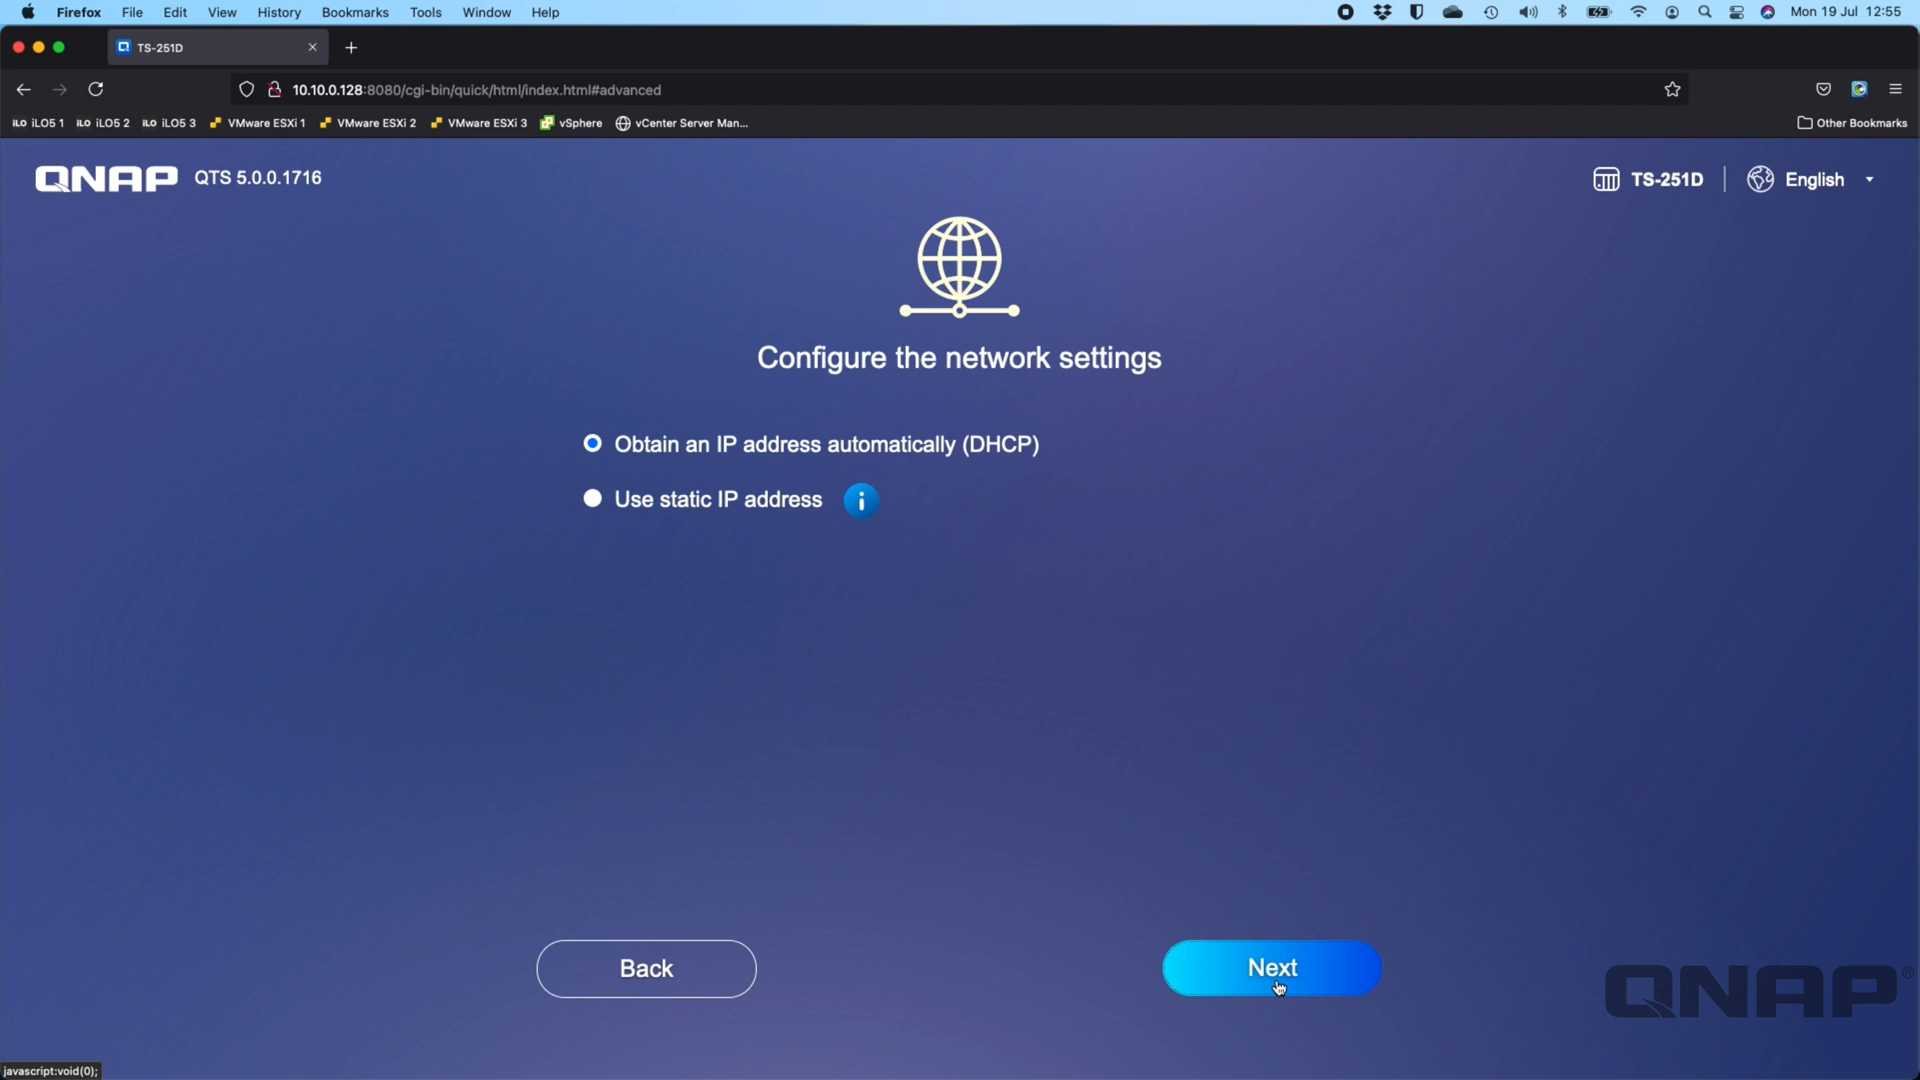 Firefox File Edit View History Bookmarks Tools Window Help Mon 19 Jul 12:55
TS-251D
10.10.0.128:8080/cgi-bin/quick/html/index.html#advanced
iLO iLO5 1 iLO iLO5 2 iLO iLO5 3 VMware ESXi 1 VMware ESXi 2 VMware ESXi 3 vSphere vCenter Server Man... Other Bookmarks
QNAP QTS 5.0.0.1716 TS-251D English
Configure the network settings
Obtain an IP address automatically (DHCP)
Use static IP address i
Back Next
QNAP®
javascript:void(0);